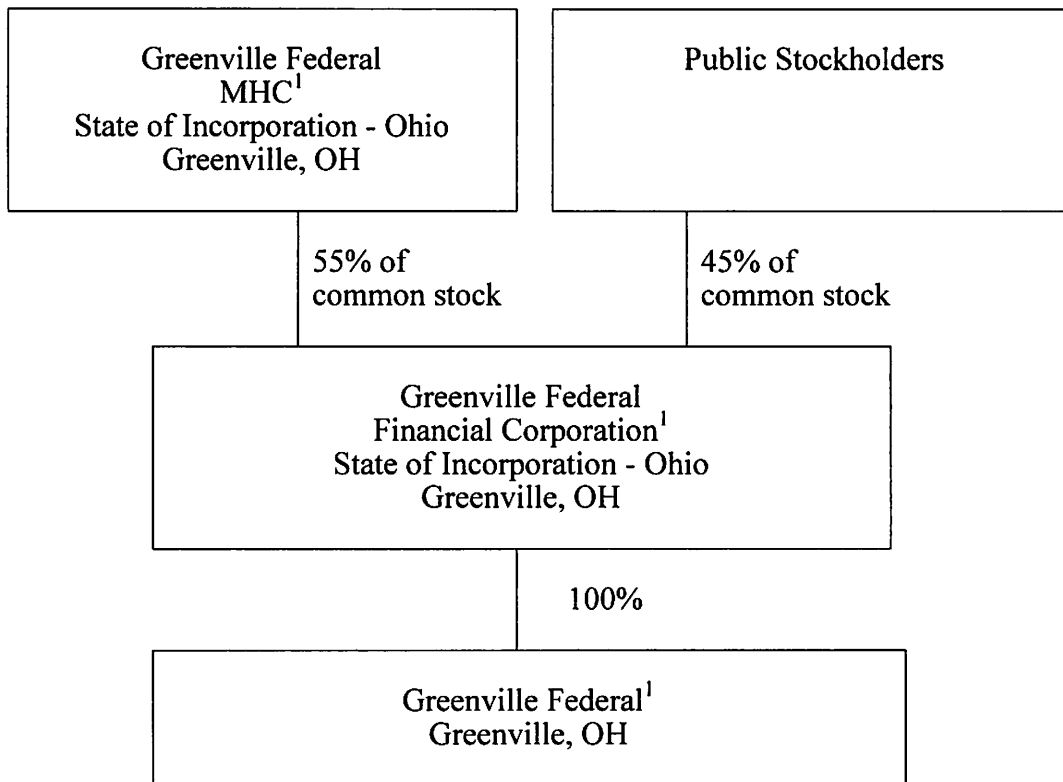 Greenville Federal
MHC¹
State of Incorporation - Ohio
Greenville, OH
Public Stockholders
55% of
common stock
45% of
common stock
Greenville Federal
Financial Corporation¹
State of Incorporation - Ohio
Greenville, OH
100%
Greenville Federal¹
Greenville, OH